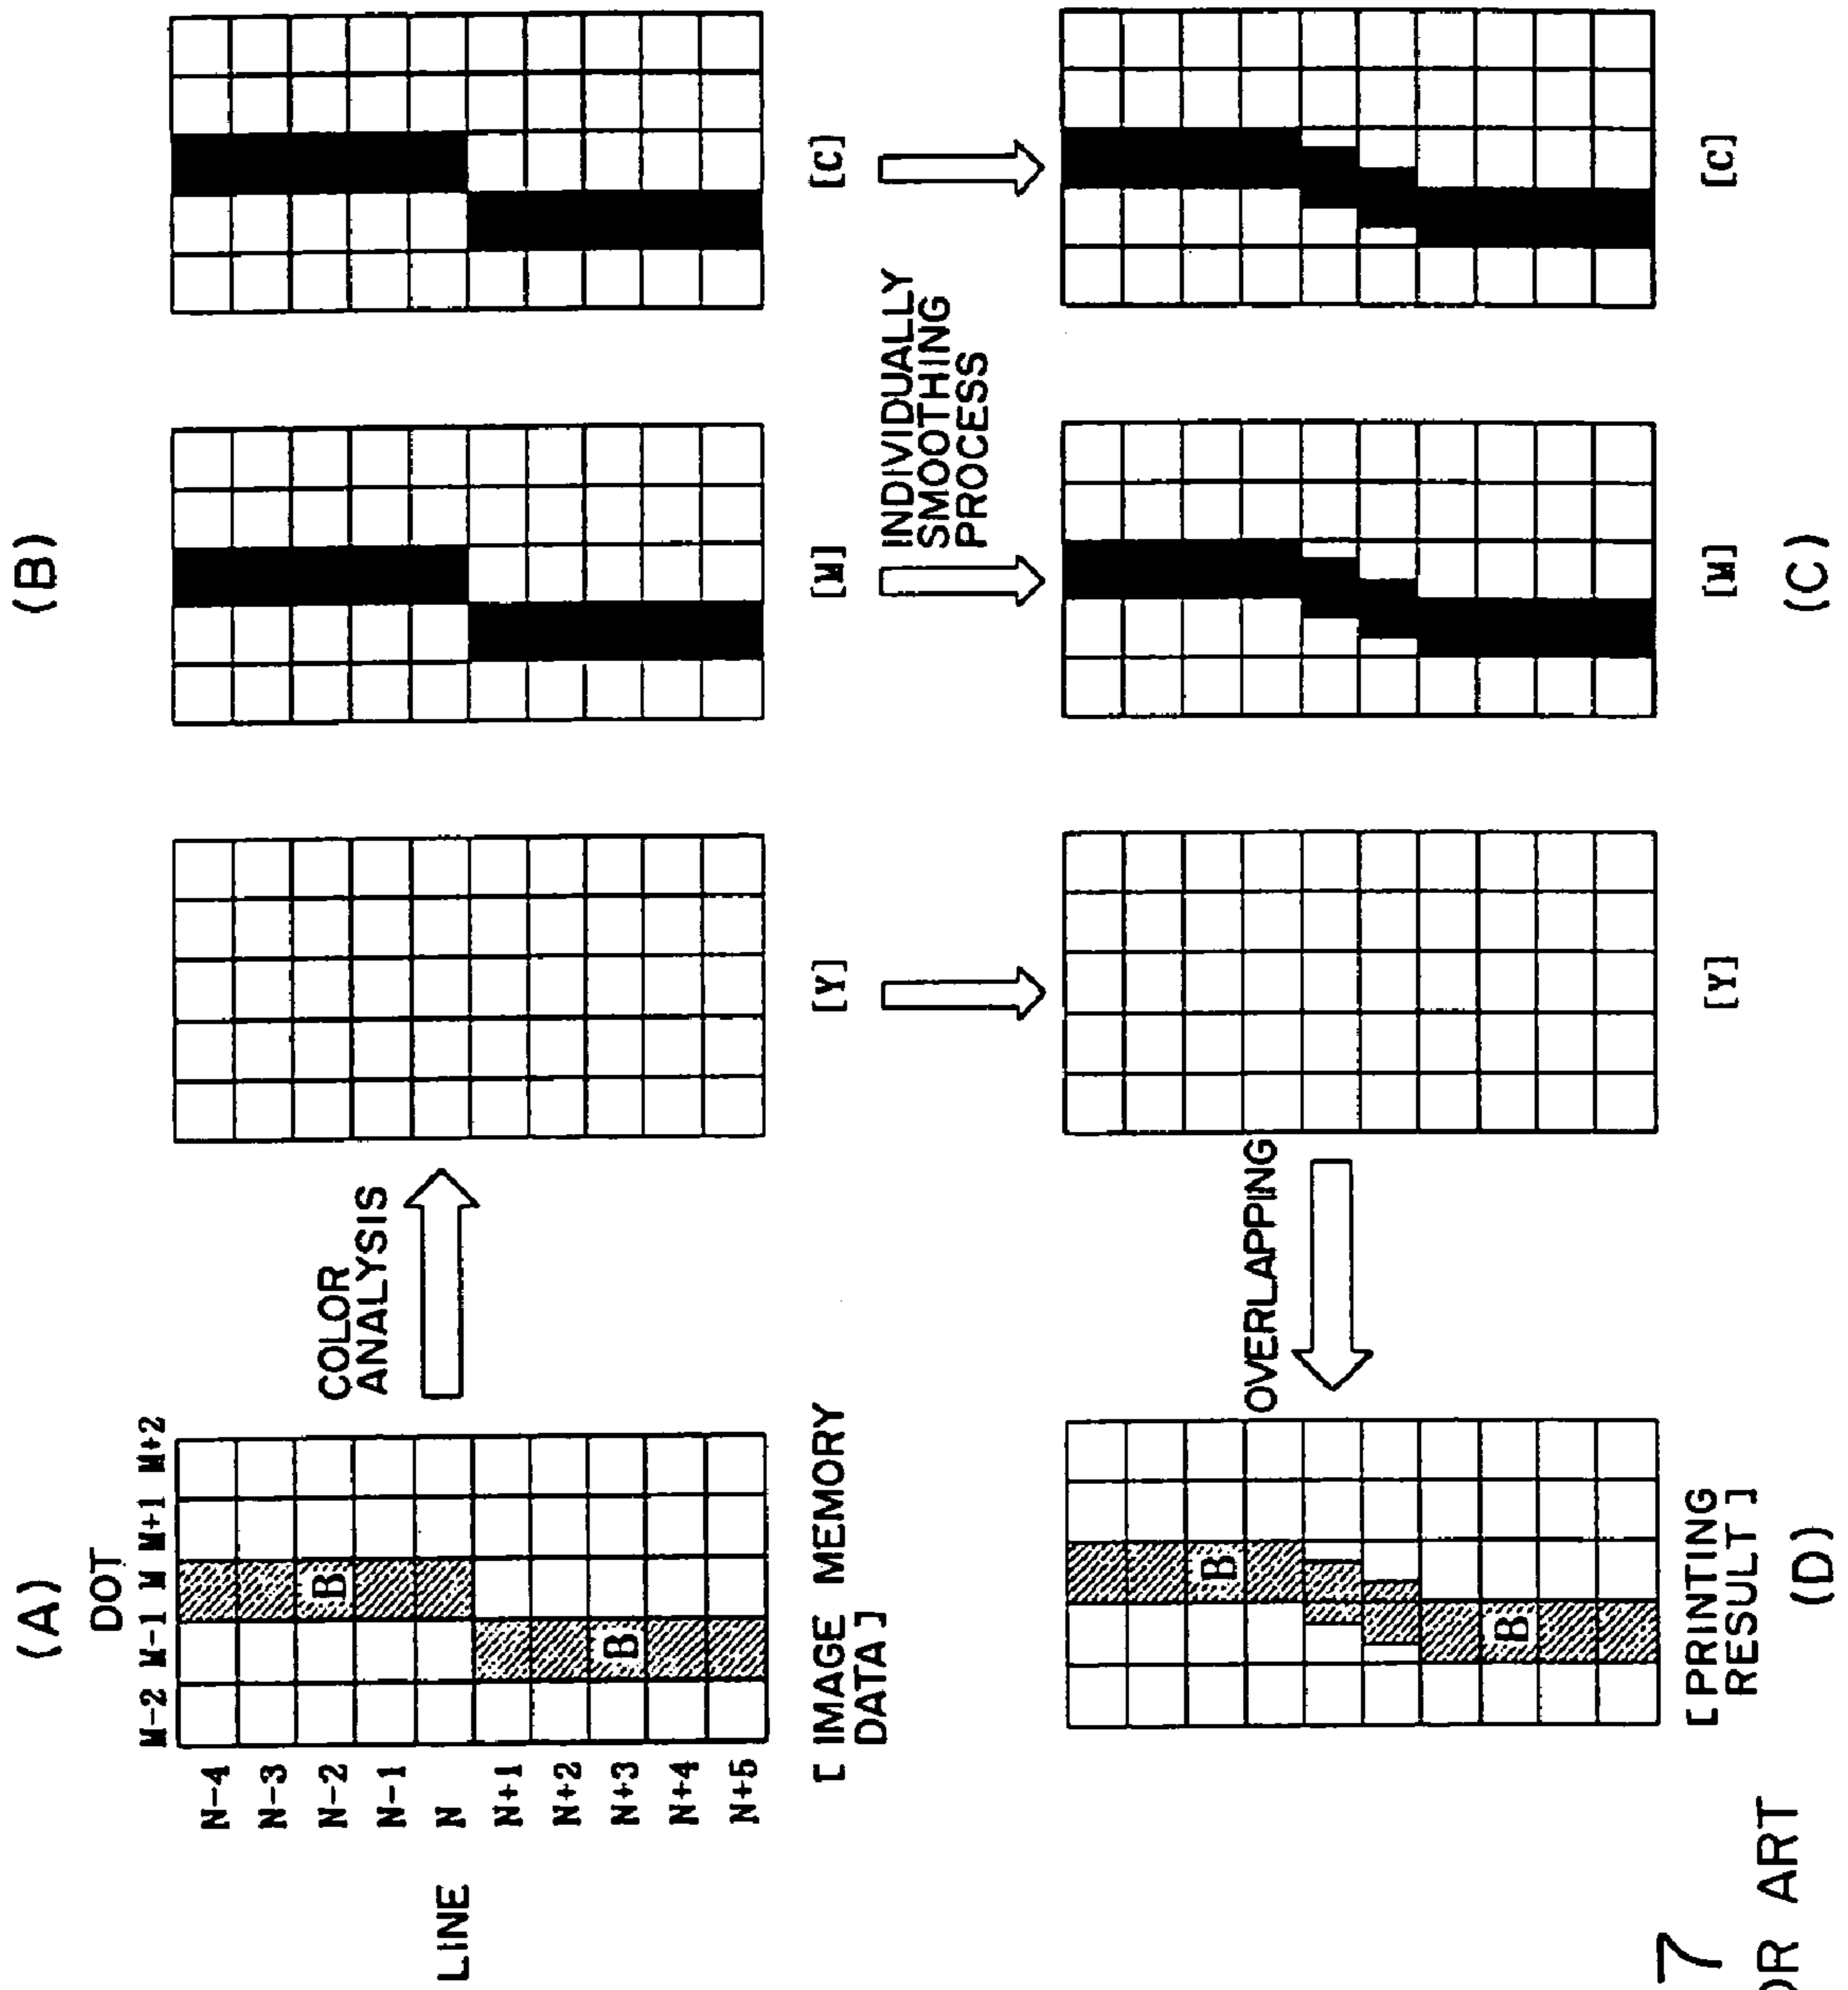 (A)
DOT
M-2 M-1 M M+1 M+2
LINE
N-4
N-3
N-2
N-1
N
N+1
N+2
N+3
N+4
N+5
B
B
[ IMAGE MEMORY
DATA ]
COLOR
ANALYSIS
(B)
[Y]
[M]
[C]
INDIVIDUALLY
SMOOTHING
PROCESS
[Y]
[M]
[C]
(C)
OVERLAPPING
B
B
[ PRINTING
RESULT ]
(D)
7
OR ART